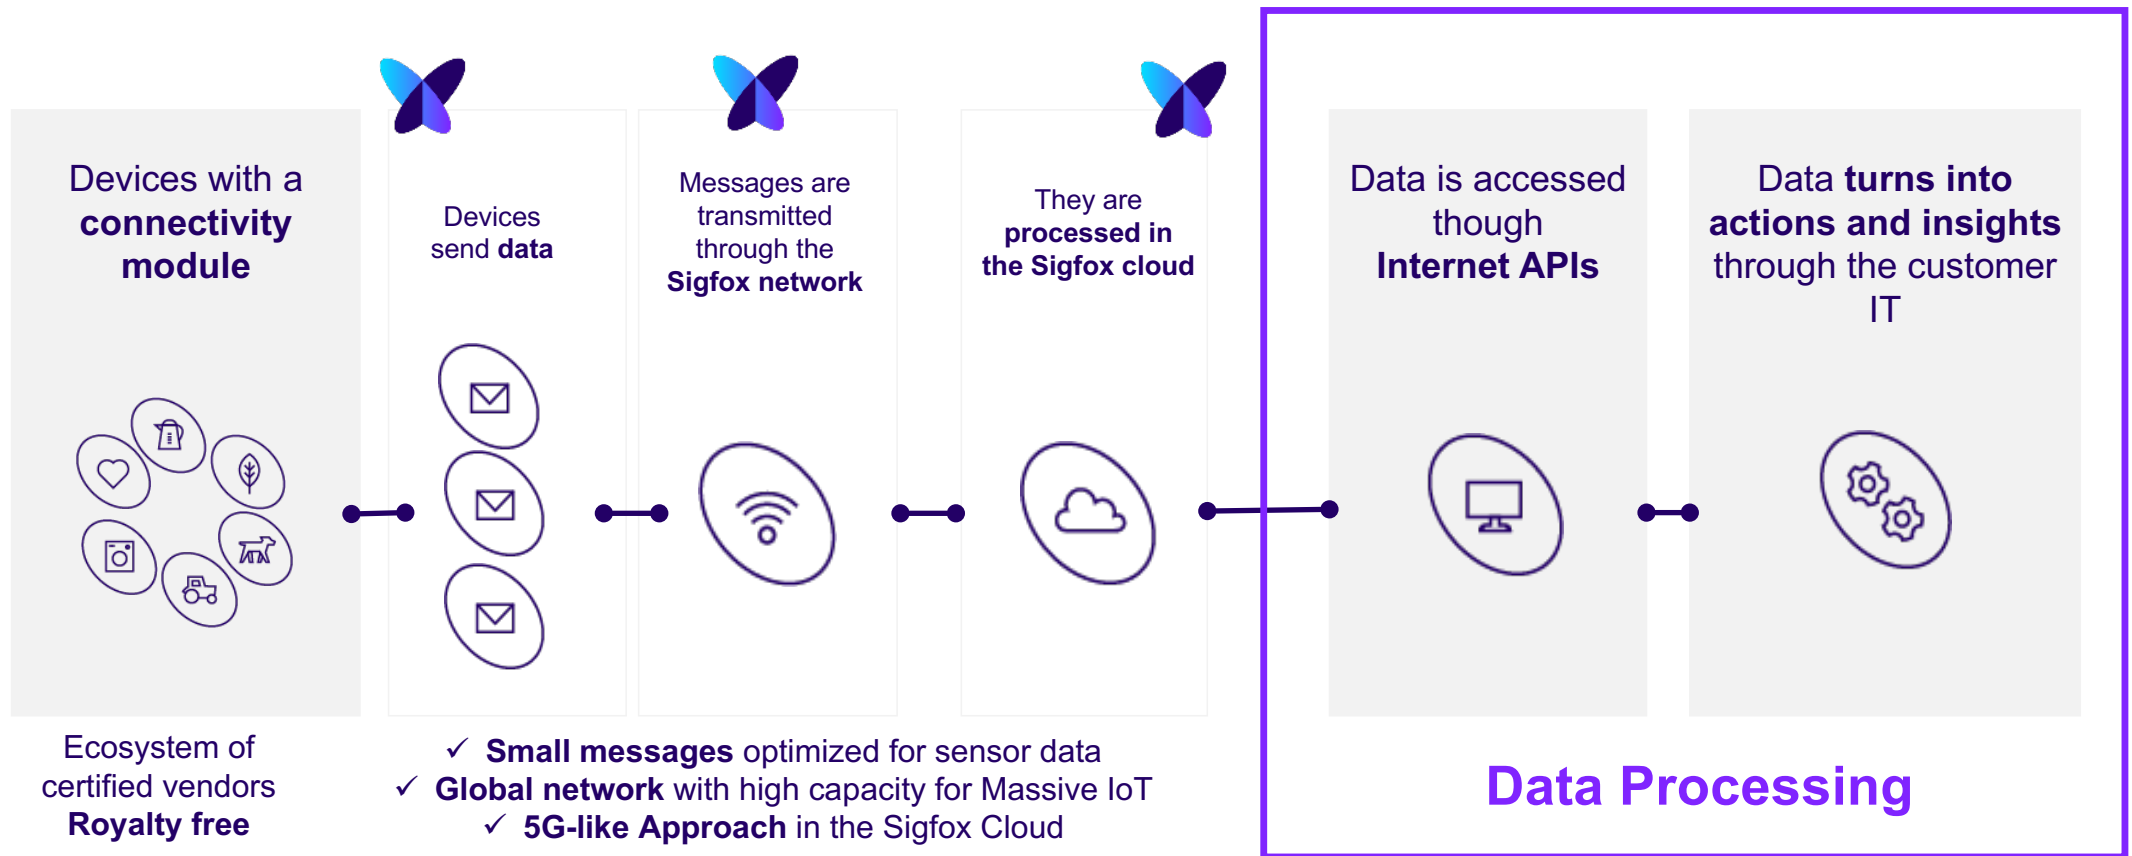 Devices with a
connectivity
module
Devices
send data
Messages are
transmitted
through the
Sigfox network
They are
processed in
the Sigfox cloud
Data is accessed
though
Internet APIs
Data turns into
actions and insights
through the customer
IT
Ecosystem of
certified vendors
Royalty free
✓ Small messages optimized for sensor data
✓ Global network with high capacity for Massive IoT
✓ 5G-like Approach in the Sigfox Cloud
Data Processing